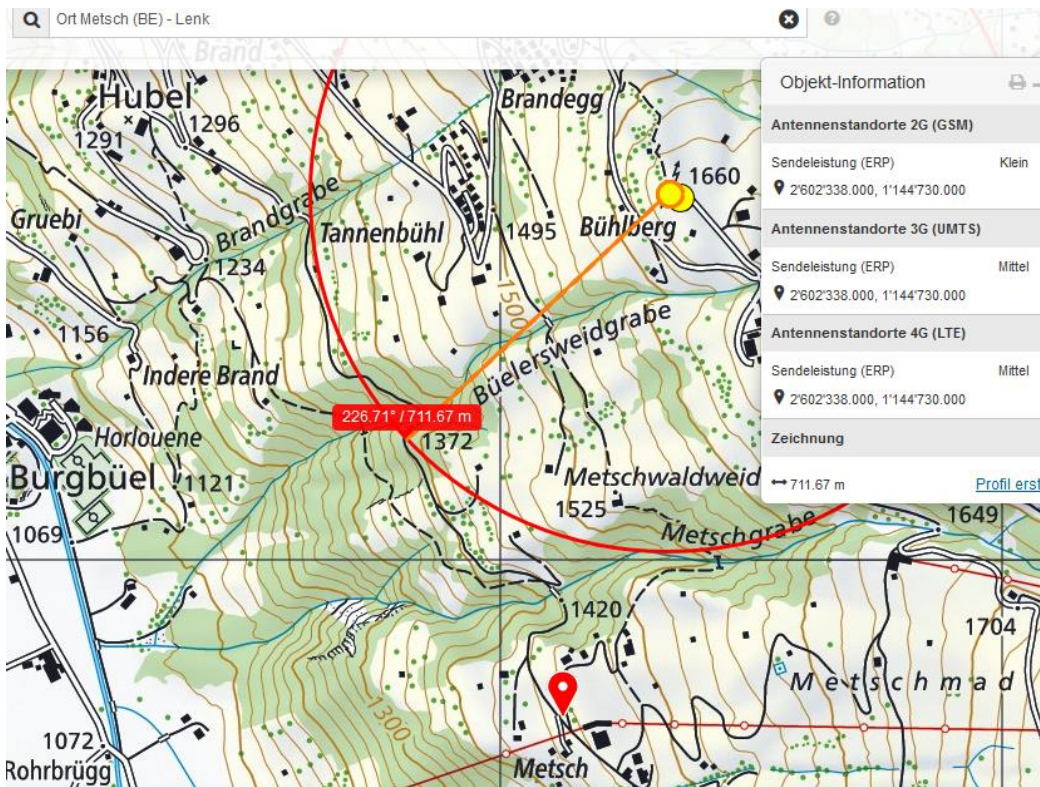 Ort Metsch (BE) - Lenk
Brand
Hubel
1296
1291
Brandegg
1660
Gruebi
Brandgrabe
Tannenbühl
1495
Bühlberg
1234
1500
1156
Büelersweidgrabe
Indere Brand
226.71° / 711.67 m
1372
Horlouene
Burgbüel
1121
Metschwaldweid
1525
1069
Metschgrabe
1649
1420
1704
Metschmad
1300
1072
Rohrbrügg
Metsch
Objekt-Information
Antennenstandorte 2G (GSM)
Sendeleistung (ERP) Klein
2'602'338.000, 1'144'730.000
Antennenstandorte 3G (UMTS)
Sendeleistung (ERP) Mittel
2'602'338.000, 1'144'730.000
Antennenstandorte 4G (LTE)
Sendeleistung (ERP) Mittel
2'602'338.000, 1'144'730.000
Zeichnung
711.67 m Profil erst